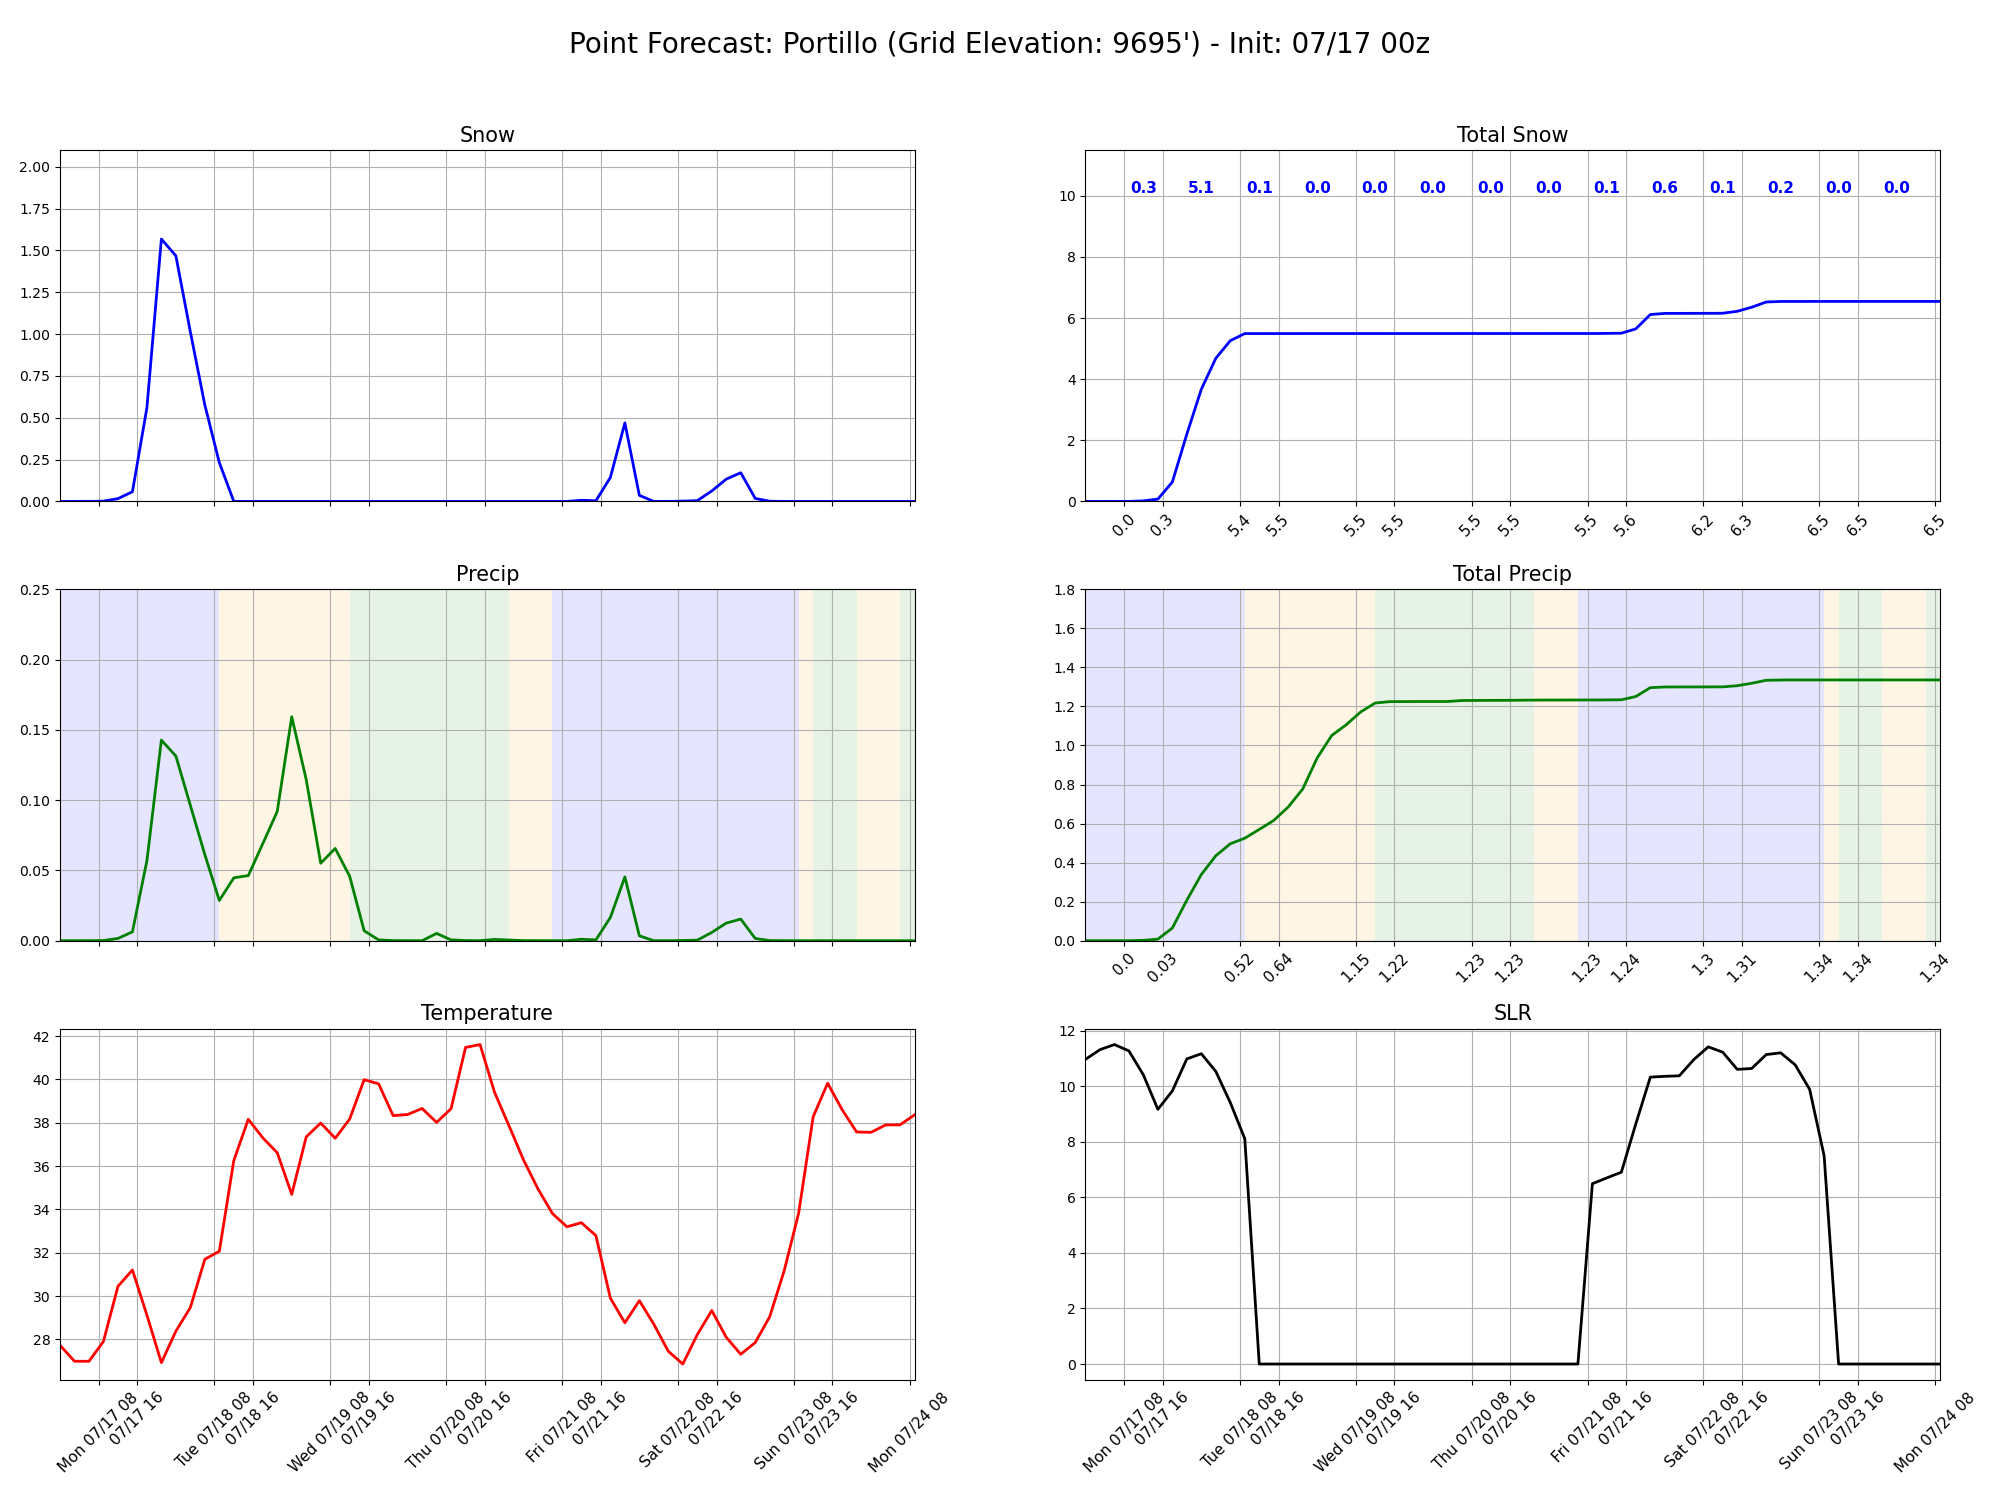 Point Forecast: Portillo (Grid Elevation: 9695') - Init: 07/17 00z
Snow
2.00
1.75
1.50
1.25
1.00
0.75
0.50
0.25
0.00
Total Snow
0.3 5.1 0.1 0.0 0.0 0.0 0.0 0.0 0.1 0.6 0.1 0.2 0.0 0.0
10
8
6
4
2
0
0.0 0.3 5.4 5.5 5.5 5.5 5.5 5.5 5.5 5.6 6.2 6.3 6.5 6.5 6.5
Precip
0.25
0.20
0.15
0.10
0.05
0.00
Total Precip
1.8
1.6
1.4
1.2
1.0
0.8
0.6
0.4
0.2
0.0
0.0 0.03 0.52 0.64 1.15 1.22 1.23 1.23 1.23 1.24 1.3 1.31 1.34 1.34 1.34
Temperature
42
40
38
36
34
32
30
28
Mon 07/17 08
07/17 16
Tue 07/18 08
07/18 16
Wed 07/19 08
07/19 16
Thu 07/20 08
07/20 16
Fri 07/21 08
07/21 16
Sat 07/22 08
07/22 16
Sun 07/23 08
07/23 16
Mon 07/24 08
SLR
12
10
8
6
4
2
0
Mon 07/17 08
07/17 16
Tue 07/18 08
07/18 16
Wed 07/19 08
07/19 16
Thu 07/20 08
07/20 16
Fri 07/21 08
07/21 16
Sat 07/22 08
07/22 16
Sun 07/23 08
07/23 16
Mon 07/24 08